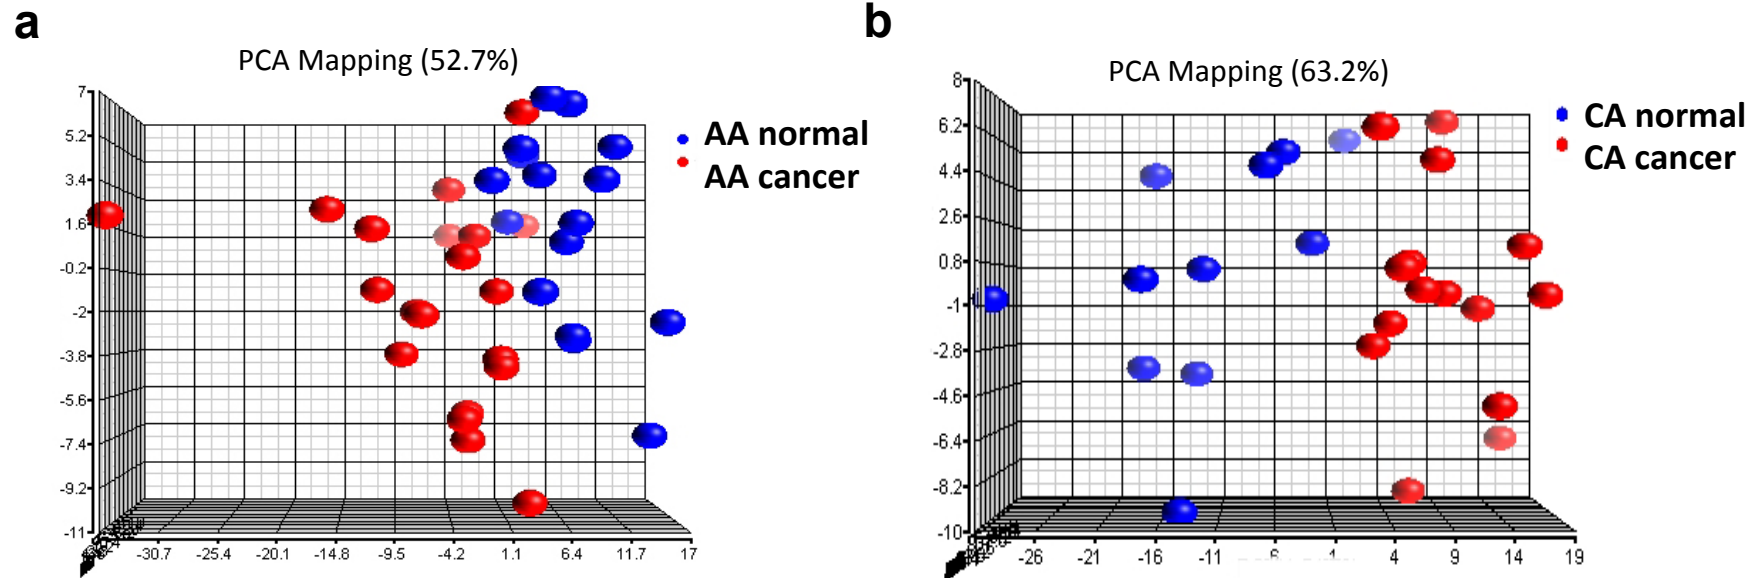 a
PCA Mapping (52.7%)
7
5.2
3.4
1.6
-0.2
-2
-3.8
-5.6
-7.4
-9.2
-11
-30.7 -25.4 -20.1 -14.8 -9.5 -4.2 1.1 6.4 11.7 17
AA normal
AA cancer
b
PCA Mapping (63.2%)
8
6.2
4.4
2.6
0.8
-1
-2.8
-4.6
-6.4
-8.2
-10
-26 -21 -16 -11 -6 -1 4 9 14 19
CA normal
CA cancer